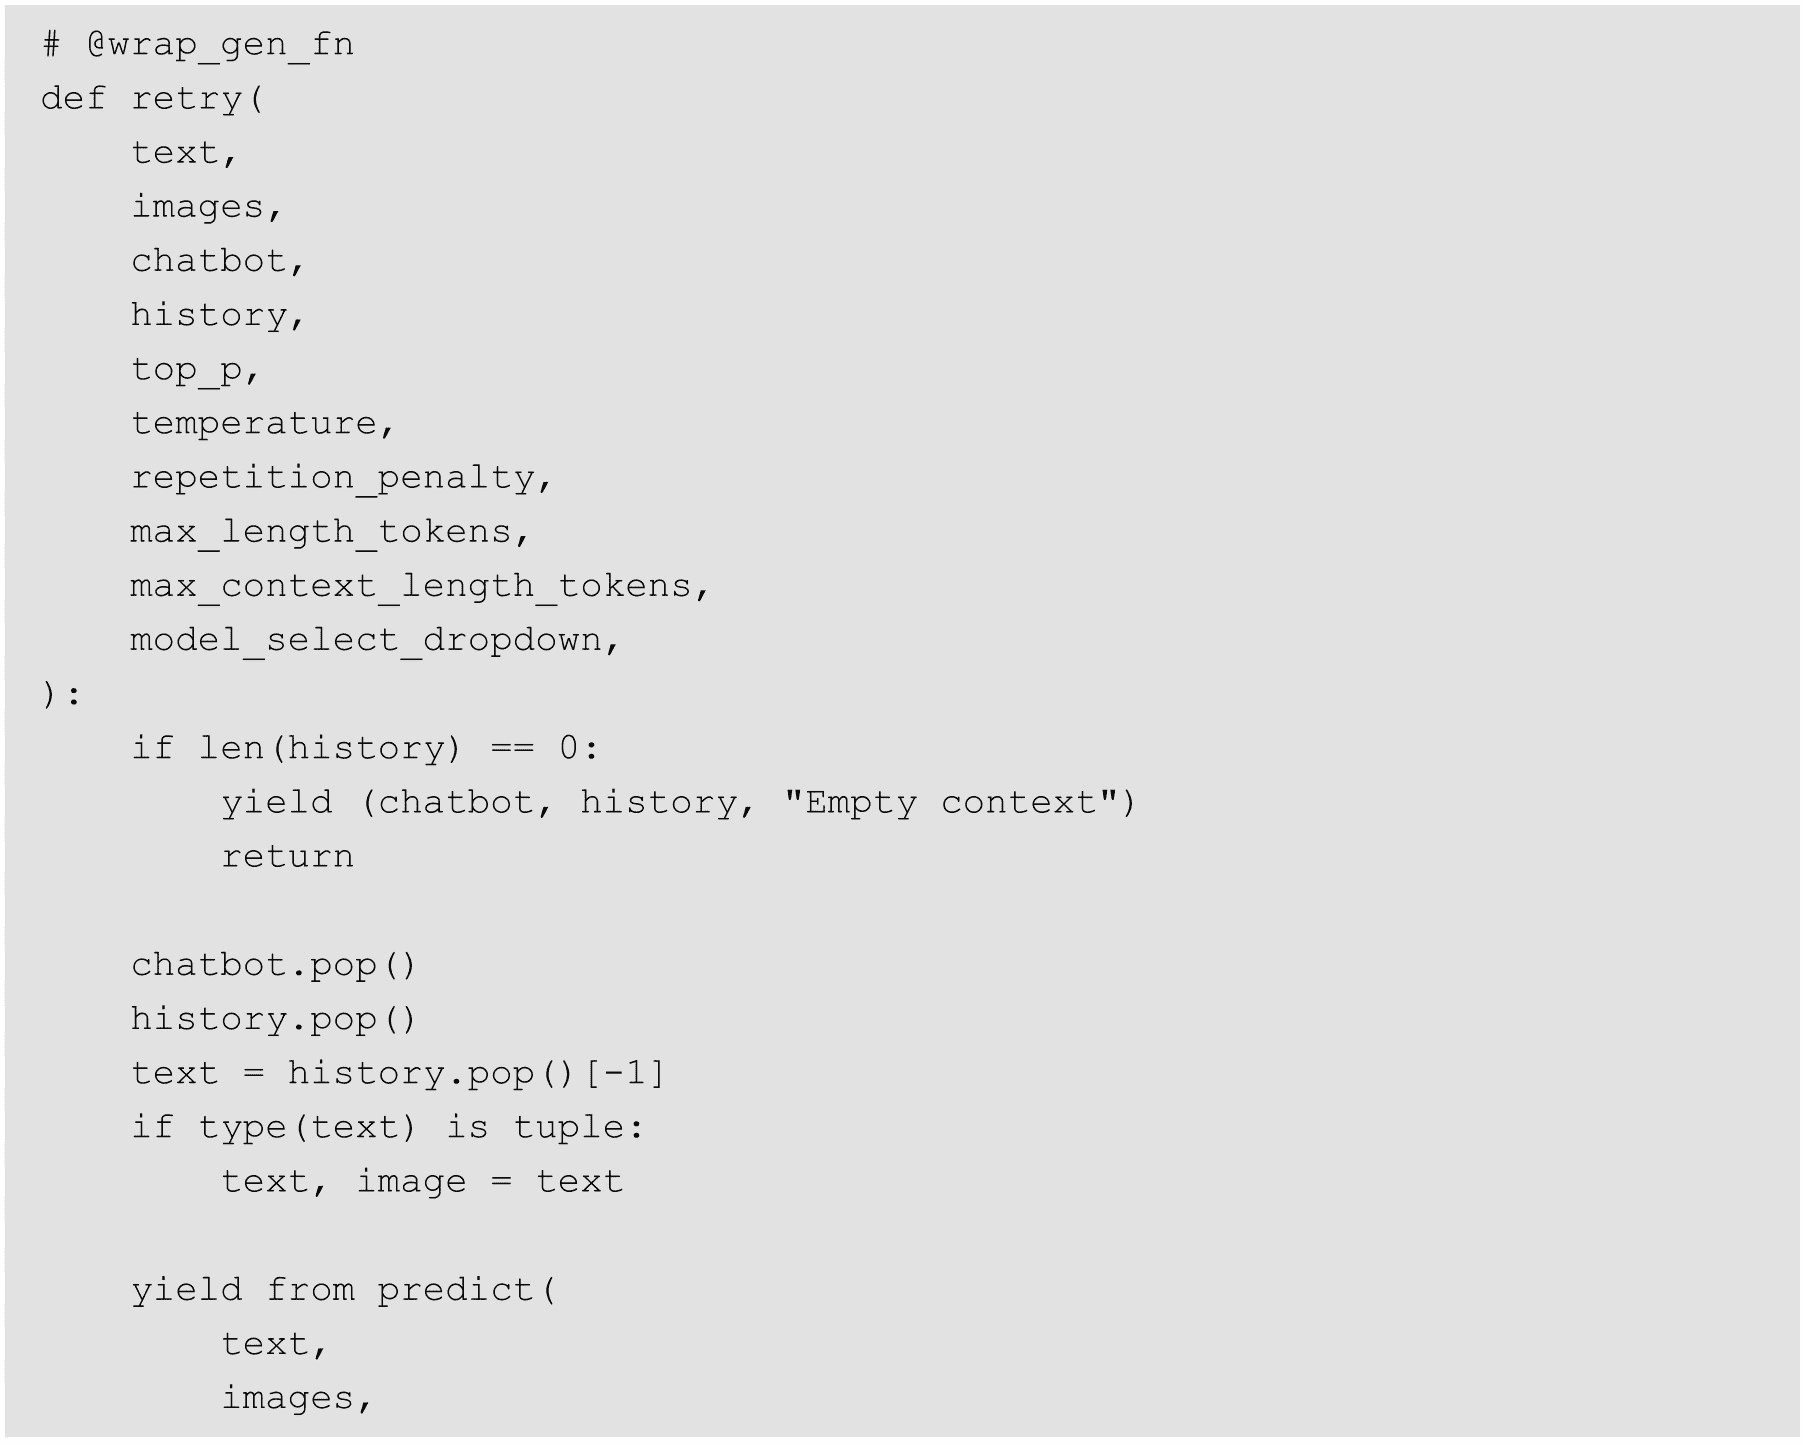 # @wrap_gen_fn
def retry(
    text,
    images,
    chatbot,
    history,
    top_p,
    temperature,
    repetition_penalty,
    max_length_tokens,
    max_context_length_tokens,
    model_select_dropdown,
):
    if len(history) == 0:
        yield (chatbot, history, "Empty context")
        return

    chatbot.pop()
    history.pop()
    text = history.pop()[-1]
    if type(text) is tuple:
        text, image = text

    yield from predict(
        text,
        images,